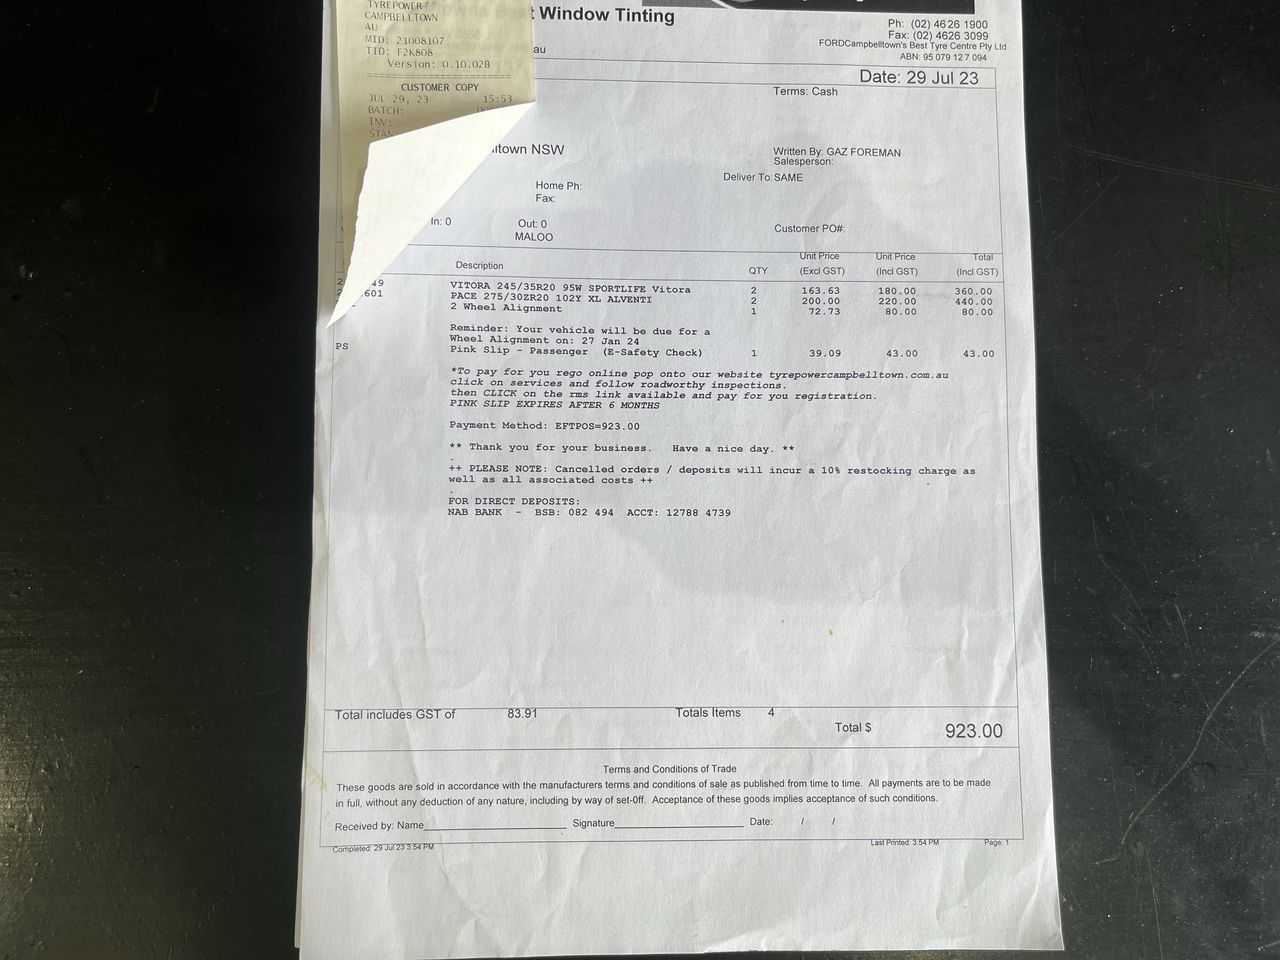 TYREPOWER
CAMPBELLTOWN
AU
MID: 21008107
TID: F2K808
Version: 0.10.02B
CUSTOMER COPY
JUL 29, 23 15:53
BATCH:
INV:
STAN
Window Tinting
au
Ph: (02) 4626 1900
Fax: (02) 4626 3099
FORDCampbelltown's Best Tyre Centre Pty Ltd
ABN: 95 079 127 094
Date: 29 Jul 23
Terms: Cash
lltown NSW
Written By: GAZ FOREMAN
Salesperson:
Deliver To: SAME
Home Ph:
Fax:
In: 0 Out: 0
MALOO
Customer PO#:
Description QTY Unit Price (Excl GST) Unit Price (Incl GST) Total (Incl GST)
49 VITORA 245/35R20 95W SPORTLIFE Vitora 2 163.63 180.00 360.00
601 PACE 275/30ZR20 102Y XL ALVENTI 2 200.00 220.00 440.00
2 Wheel Alignment 1 72.73 80.00 80.00
Reminder: Your vehicle will be due for a
Wheel Alignment on: 27 Jan 24
PS Pink Slip - Passenger (E-Safety Check) 1 39.09 43.00 43.00
*To pay for you rego online pop onto our website tyrepowercampbelltown.com.au
click on services and follow roadworthy inspections.
then CLICK on the rms link available and pay for you registration.
PINK SLIP EXPIRES AFTER 6 MONTHS
Payment Method: EFTPOS=923.00
** Thank you for your business. Have a nice day. **
.
++ PLEASE NOTE: Cancelled orders / deposits will incur a 10% restocking charge as
well as all associated costs ++
.
FOR DIRECT DEPOSITS:
NAB BANK - BSB: 082 494 ACCT: 12788 4739
Total includes GST of 83.91 Totals Items 4
Total $ 923.00
Terms and Conditions of Trade
These goods are sold in accordance with the manufacturers terms and conditions of sale as published from time to time. All payments are to be made
in full, without any deduction of any nature, including by way of set-0ff. Acceptance of these goods implies acceptance of such conditions.
Received by: Name Signature Date: / /
Completed: 29 Jul 23 3:54 PM Last Printed: 3:54 PM Page: 1